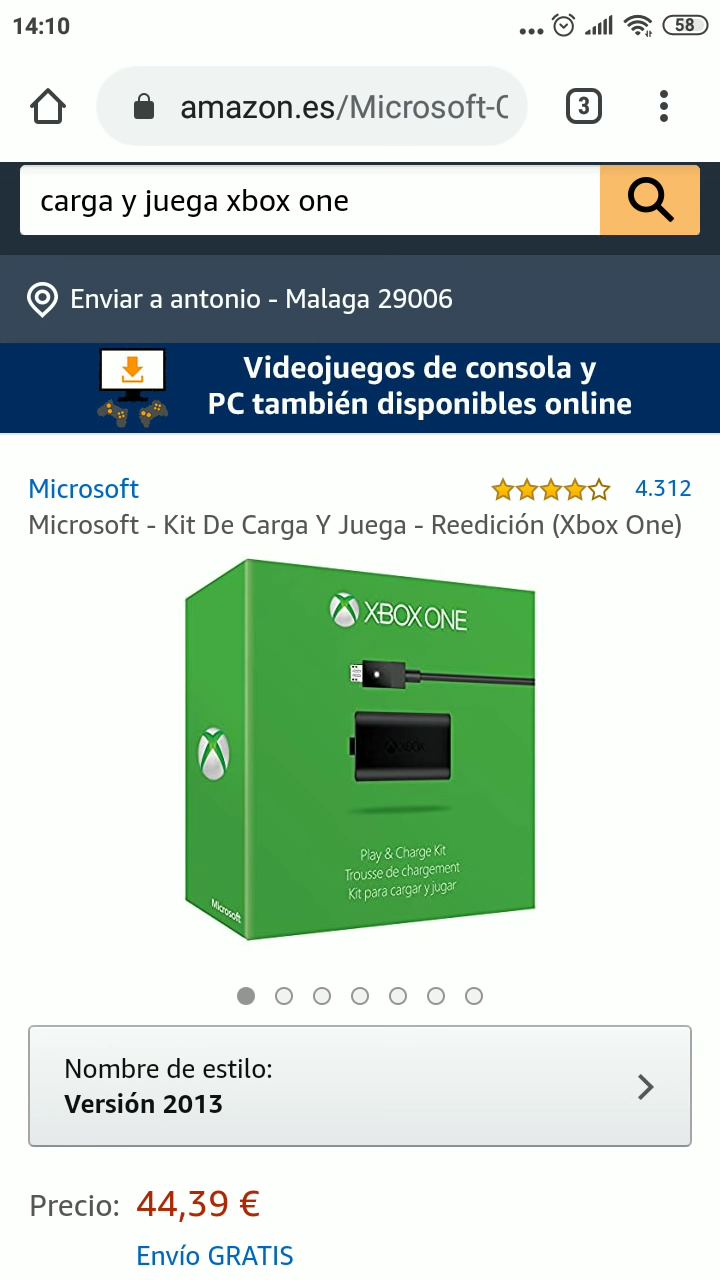 14:10
58
amazon.es/Microsoft-C
3
carga y juega xbox one
Enviar a antonio - Malaga 29006
Videojuegos de consola y
PC también disponibles online
Microsoft
4.312
Microsoft - Kit De Carga Y Juega - Reedición (Xbox One)
XBOX ONE
XBOX
Play & Charge Kit
Trousse de chargement
Kit para cargar y jugar
Microsoft
Nombre de estilo:
Versión 2013
Precio: 44,39 €
Envío GRATIS